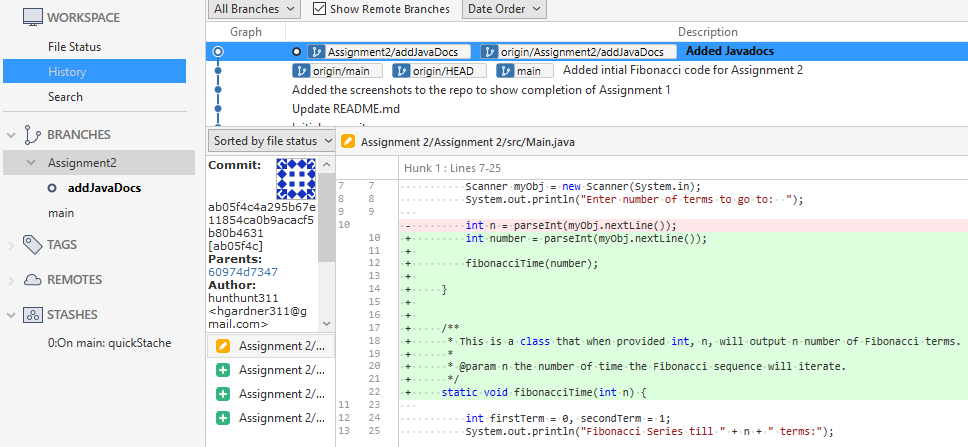 WORKSPACE
File Status
History
Search
BRANCHES
Assignment2
addJavaDocs
main
TAGS
REMOTES
STASHES
0:On main: quickStache
All Branches Show Remote Branches Date Order
Graph Description
Assignment2/addJavaDocs origin/Assignment2/addJavaDocs Added Javadocs
origin/main origin/HEAD main Added intial Fibonacci code for Assignment 2
Added the screenshots to the repo to show completion of Assignment 1
Update README.md
Sorted by file status
Commit:
ab05f4c4a295b67e
11854ca0b9acacf5
b80b4631
[ab05f4c]
Parents:
60974d7347
Author:
hunthunt311
<hgardner311@g
mail.com>
Assignment 2/...
Assignment 2/...
Assignment 2/...
Assignment 2/...
Assignment 2/Assignment 2/src/Main.java
Hunk 1 : Lines 7-25
7 7 Scanner myObj = new Scanner(System.in);
8 8 System.out.println("Enter number of terms to go to:  ");
9 9
10 - int n = parseInt(myObj.nextLine());
10 + int number = parseInt(myObj.nextLine());
11 +
12 + fibonacciTime(number);
13 +
14 + }
15 +
16 +
17 + /**
18 + * This is a class that when provided int, n, will output n number of Fibonacci terms.
19 + *
20 + * @param n the number of time the Fibonacci sequence will iterate.
21 + */
22 + static void fibonacciTime(int n) {
11 23
12 24 int firstTerm = 0, secondTerm = 1;
13 25 System.out.println("Fibonacci Series till " + n + " terms:");